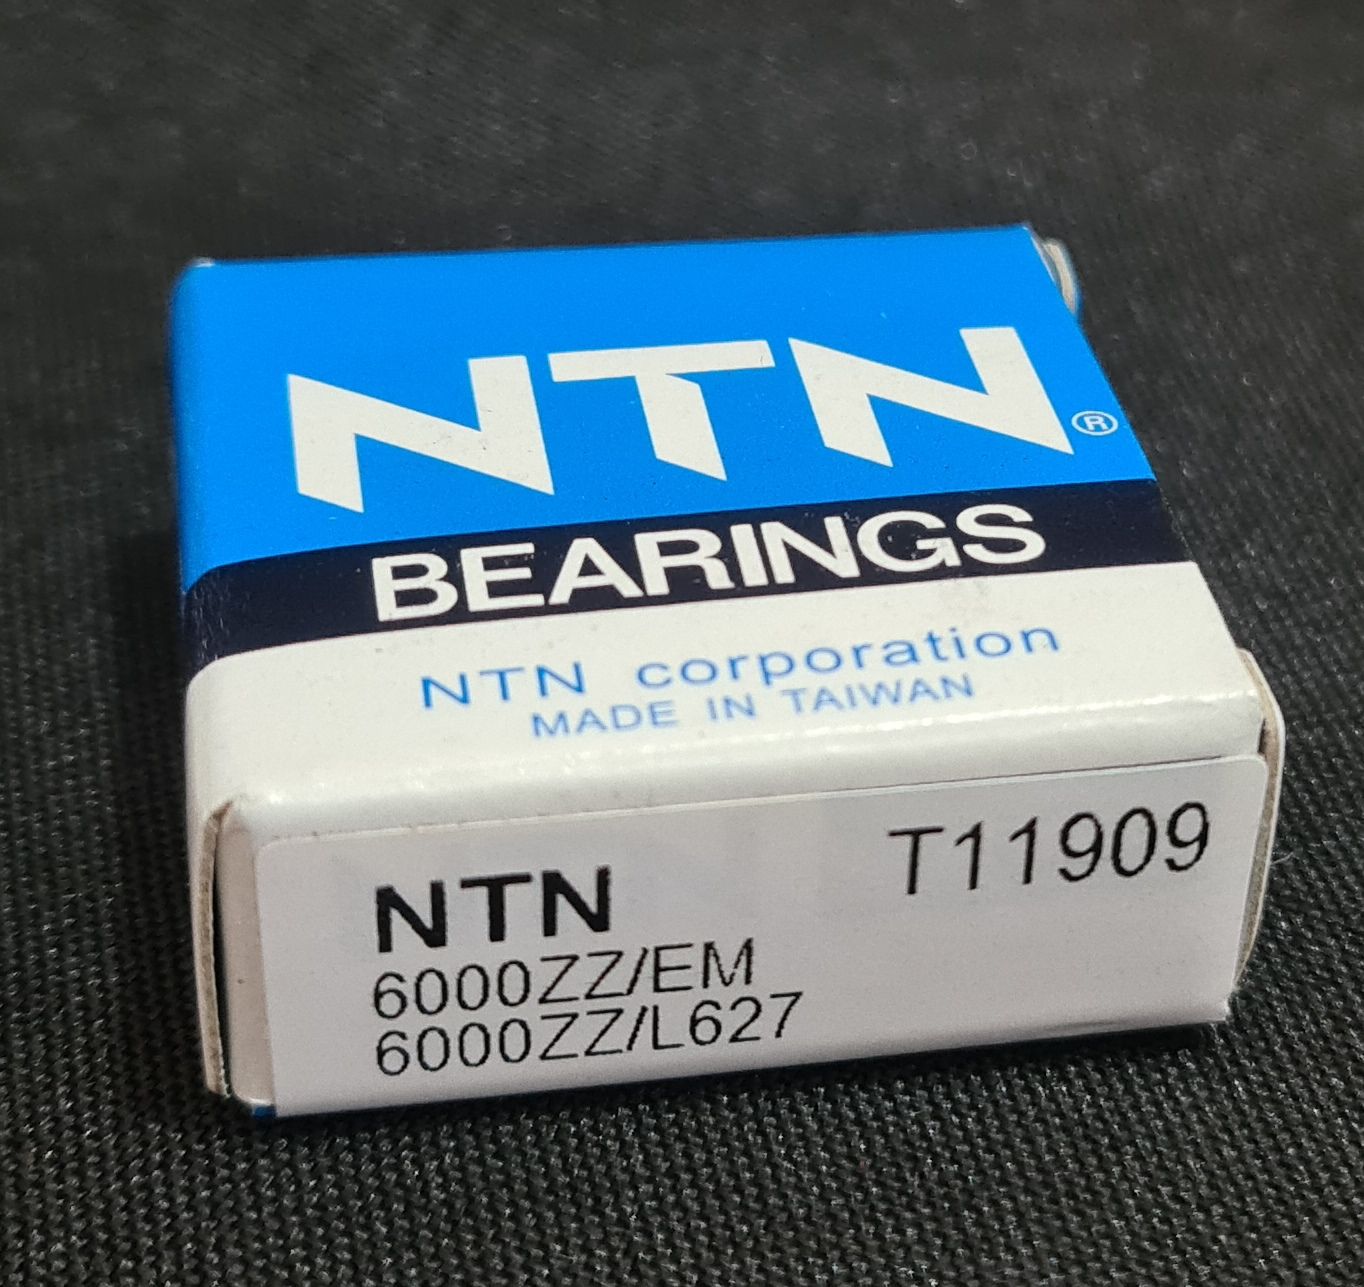 NTN®
BEARINGS
NTN corporation
MADE IN TAIWAN
NTN
T11909
6000ZZ/EM
6000ZZ/L627